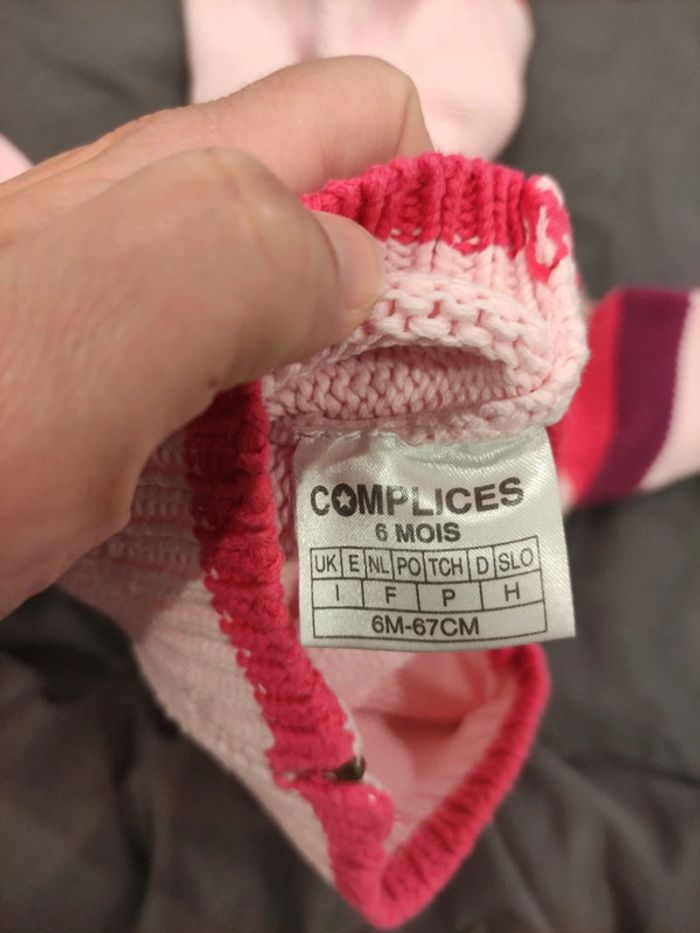 COMPLICES
6 MOIS
UK E NL PO TCH D SLO
I F P H
6M-67CM